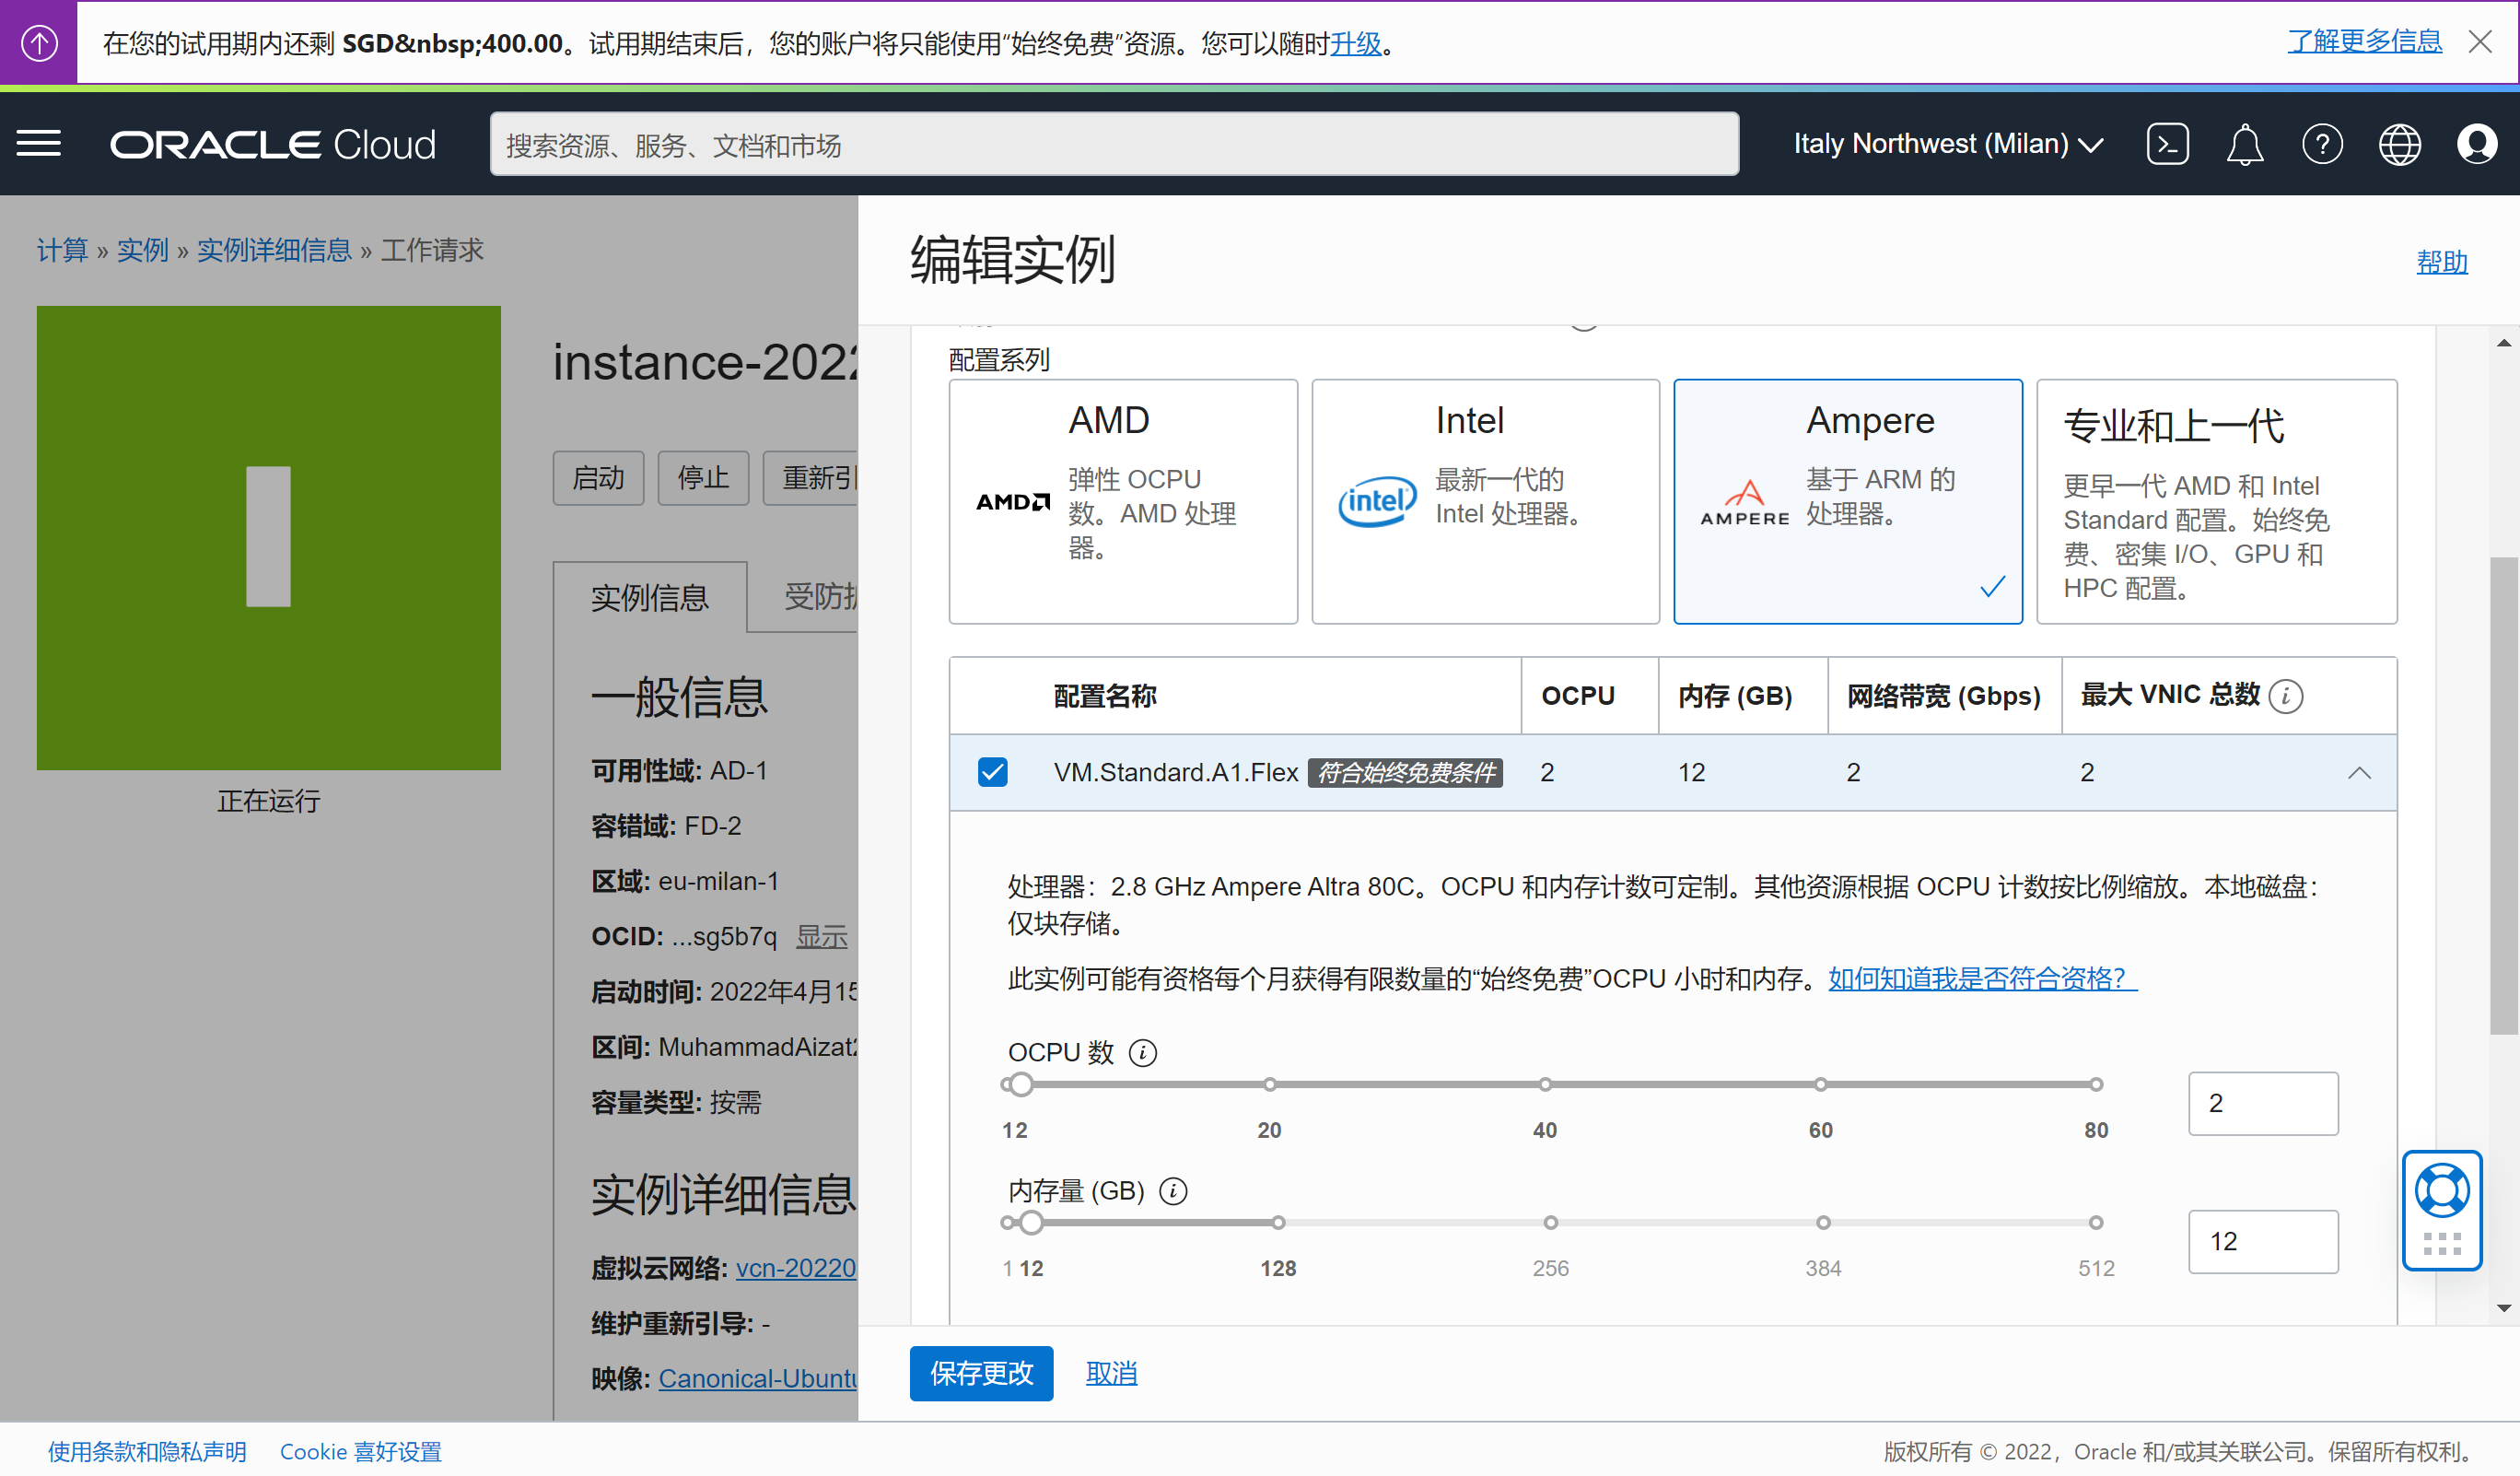 在您的试用期内还剩 SGD&nbsp;400.00。试用期结束后，您的账户将只能使用“始终免费”资源。您可以随时升级。
了解更多信息
ORACLE Cloud
搜索资源、服务、文档和市场
Italy Northwest (Milan)
计算 » 实例 » 实例详细信息 » 工作请求
正在运行
instance-2022
启动
停止
重新引
实例信息
受防护
一般信息
可用性域: AD-1
容错域: FD-2
区域: eu-milan-1
OCID: ...sg5b7q 显示
启动时间: 2022年4月15
区间: MuhammadAizat2
容量类型: 按需
实例详细信息
虚拟云网络: vcn-20220
维护重新引导: -
映像: Canonical-Ubuntu
编辑实例
帮助
配置系列
AMD
AMD
弹性 OCPU
数。AMD 处理
器。
Intel
intel
最新一代的
Intel 处理器。
Ampere
AMPERE
基于 ARM 的
处理器。
专业和上一代
更早一代 AMD 和 Intel
Standard 配置。始终免
费、密集 I/O、GPU 和
HPC 配置。
配置名称 OCPU 内存 (GB) 网络带宽 (Gbps) 最大 VNIC 总数
VM.Standard.A1.Flex 符合始终免费条件 2 12 2 2
处理器：2.8 GHz Ampere Altra 80C。OCPU 和内存计数可定制。其他资源根据 OCPU 计数按比例缩放。本地磁盘：
仅块存储。
此实例可能有资格每个月获得有限数量的“始终免费”OCPU 小时和内存。如何知道我是否符合资格？
OCPU 数
12 20 40 60 80
2
内存量 (GB)
1 12 128 256 384 512
12
保存更改
取消
使用条款和隐私声明
Cookie 喜好设置
版权所有 © 2022，Oracle 和/或其关联公司。保留所有权利。